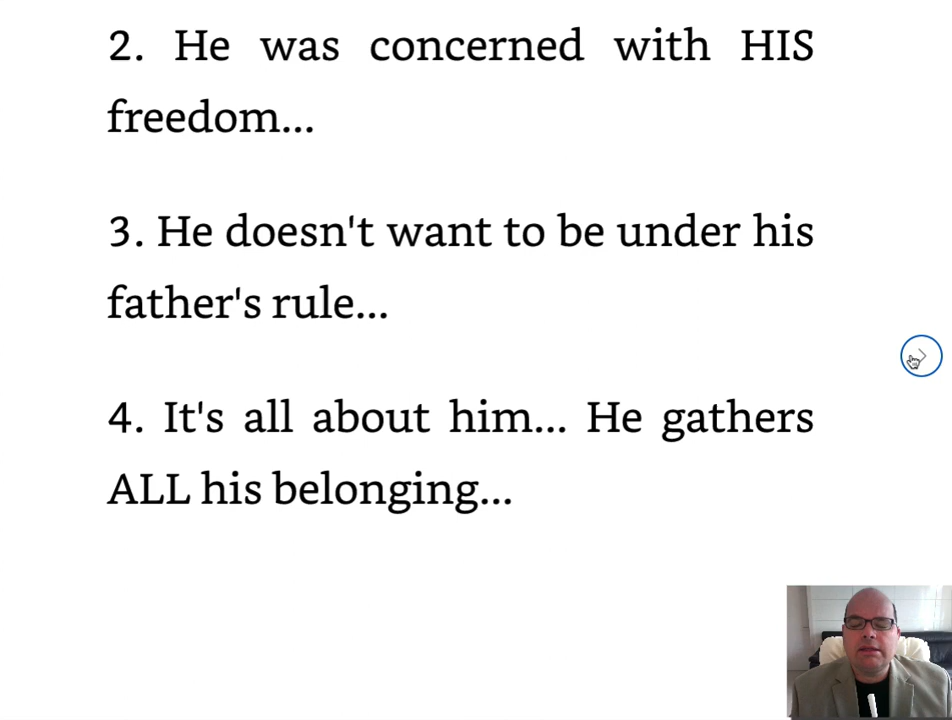 2. He was concerned with HIS
freedom...
3. He doesn't want to be under his
father's rule...
4. It's all about him... He gathers
ALL his belonging...